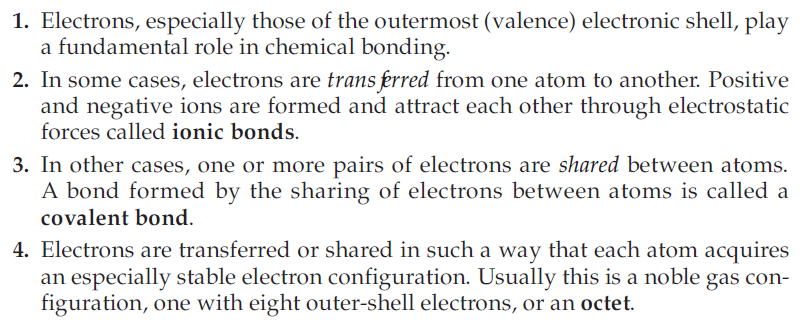 1. Electrons, especially those of the outermost (valence) electronic shell, play
a fundamental role in chemical bonding.
2. In some cases, electrons are transferred from one atom to another. Positive
and negative ions are formed and attract each other through electrostatic
forces called ionic bonds.
3. In other cases, one or more pairs of electrons are shared between atoms.
A bond formed by the sharing of electrons between atoms is called a
covalent bond.
4. Electrons are transferred or shared in such a way that each atom acquires
an especially stable electron configuration. Usually this is a noble gas con-
figuration, one with eight outer-shell electrons, or an octet.